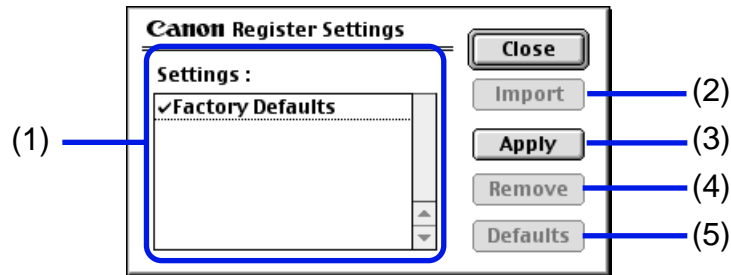 Canon Register Settings
Close
Settings :
Import
(2)
✓Factory Defaults
(1)
Apply
(3)
Remove
(4)
Defaults
(5)